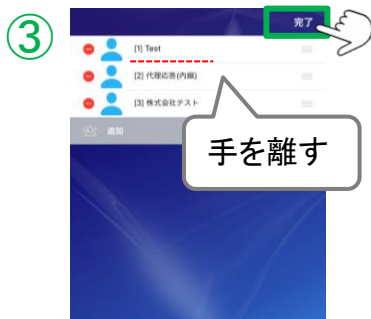 ③
完了
[1] Test
[2] 代理応答(内線)
[3] 株式会社テスト
追加
手を離す